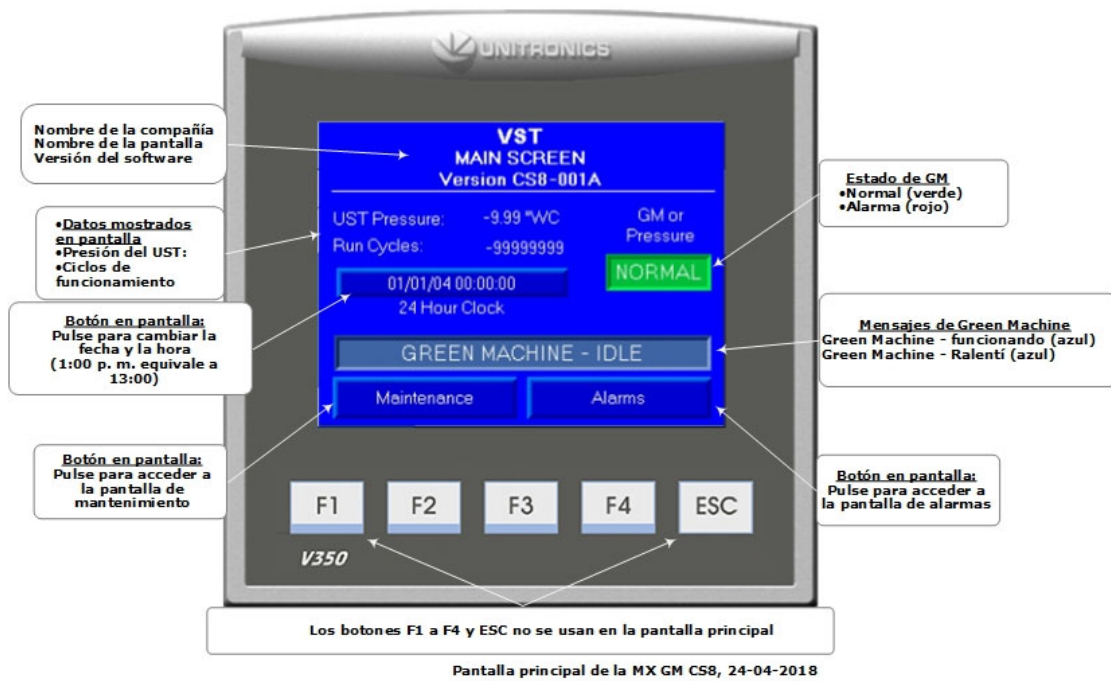 UNITRONICS
Nombre de la compañía
Nombre de la pantalla
Versión del software
VST
MAIN SCREEN
Version CS8-001A
Estado de GM
•Normal (verde)
•Alarma (rojo)
•Datos mostrados
en pantalla
•Presión del UST:
•Ciclos de
funcionamiento
UST Pressure: -9.99 "WC
Run Cycles: -99999999
GM or
Pressure
NORMAL
01/01/04 00:00:00
24 Hour Clock
Botón en pantalla:
Pulse para cambiar la
fecha y la hora
(1:00 p. m. equivale a
13:00)
Mensajes de Green Machine
Green Machine - funcionando (azul)
Green Machine - Ralentí (azul)
GREEN MACHINE - IDLE
Maintenance
Alarms
Botón en pantalla:
Pulse para acceder a
la pantalla de
mantenimiento
Botón en pantalla:
Pulse para acceder a
la pantalla de alarmas
F1 F2 F3 F4 ESC
V350
Los botones F1 a F4 y ESC no se usan en la pantalla principal
Pantalla principal de la MX GM CS8, 24-04-2018